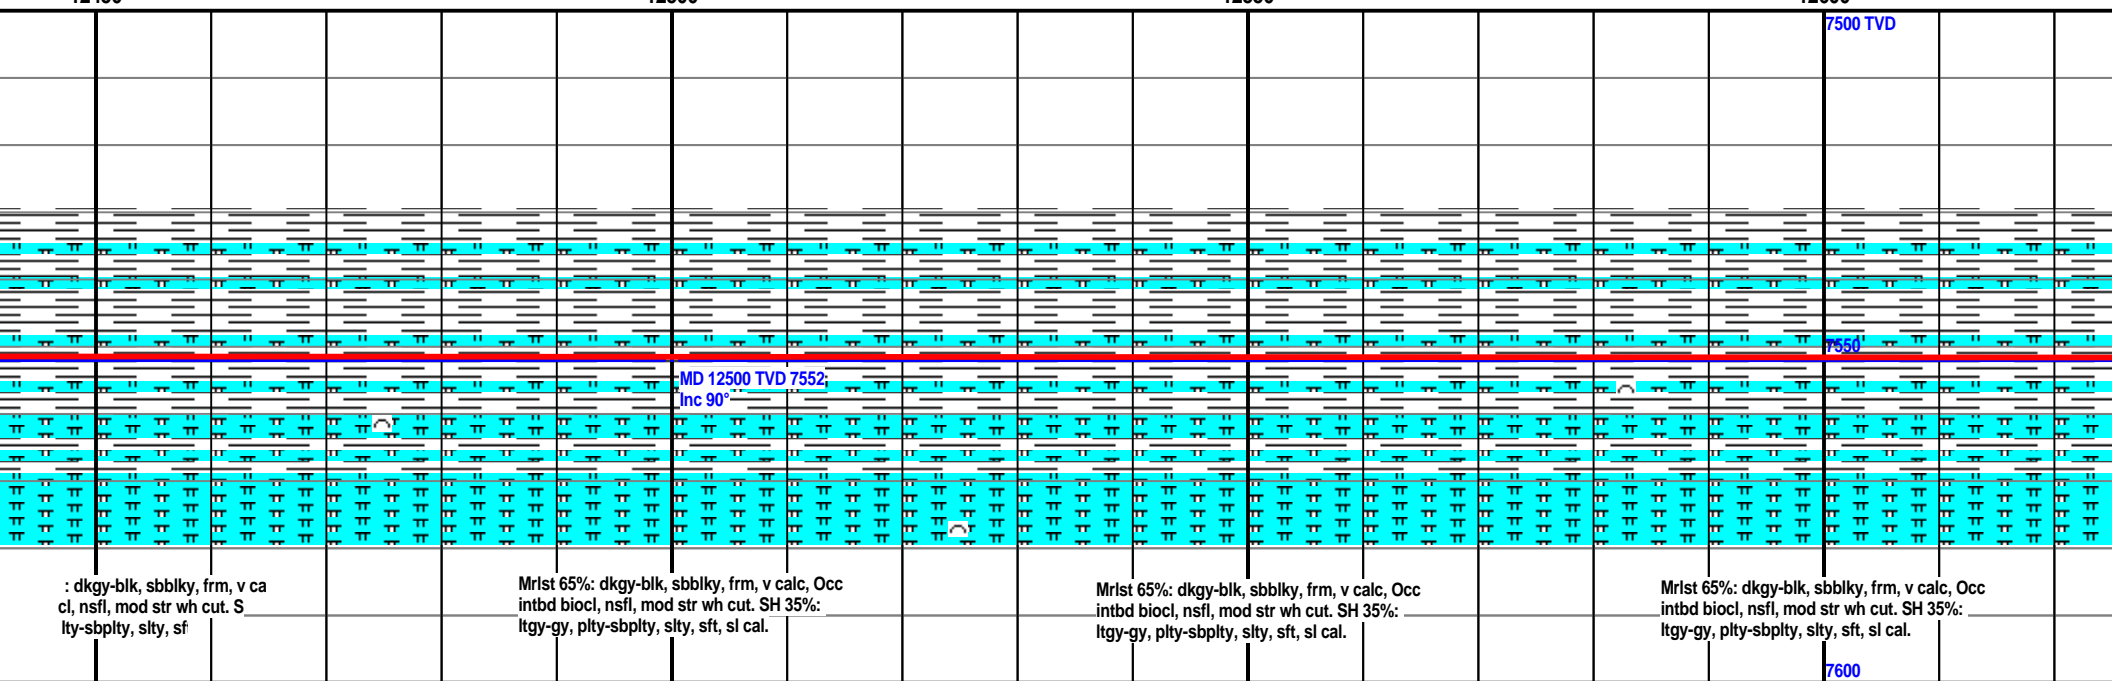 7500 TVD
7550
MD 12500 TVD 7552
Inc 90°
: dkgy-blk, sbblky, frm, v ca
cl, nsfl, mod str wh cut. S
lty-sbplty, slty, sf
Mrlst 65%: dkgy-blk, sbblky, frm, v calc, Occ
intbd biocl, nsfl, mod str wh cut. SH 35%:
ltgy-gy, plty-sbplty, slty, sft, sl cal.
Mrlst 65%: dkgy-blk, sbblky, frm, v calc, Occ
intbd biocl, nsfl, mod str wh cut. SH 35%:
ltgy-gy, plty-sbplty, slty, sft, sl cal.
Mrlst 65%: dkgy-blk, sbblky, frm, v calc, Occ
intbd biocl, nsfl, mod str wh cut. SH 35%:
ltgy-gy, plty-sbplty, slty, sft, sl cal.
7600